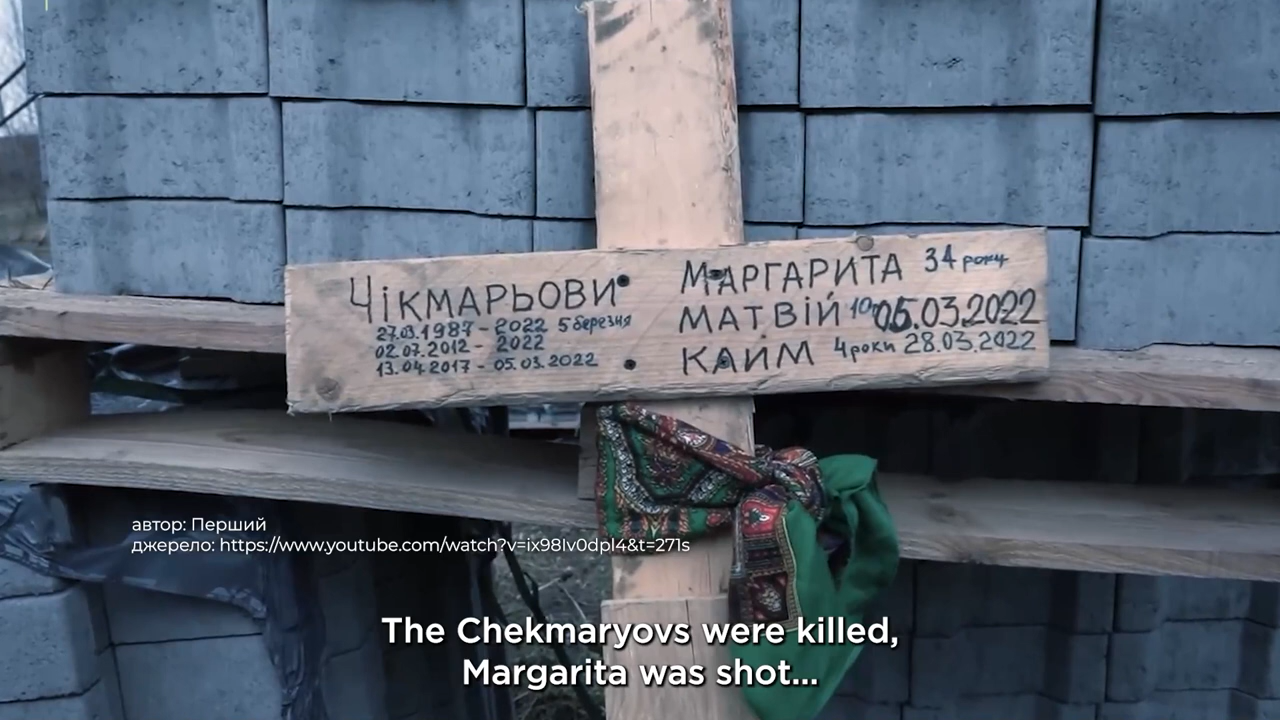 ЧІКМАРЬОВИ
27.03.1987 - 2022 5 березня
02.07.2012 - 2022
13.04.2017 - 05.03.2022
МАРГАРИТА 34 роки
МАТВІЙ 10 05.03.2022
КАИМ 4 роки 28.03.2022
автор: Перший
джерело: https://www.youtube.com/watch?v=ix98Iv0dpI4&t=271s
The Chekmaryovs were killed,
Margarita was shot...